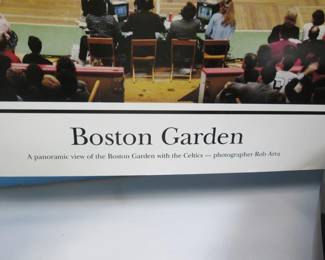 Boston Garden
A panoramic view of the Boston Garden with the Celtics — photographer Rob Arra